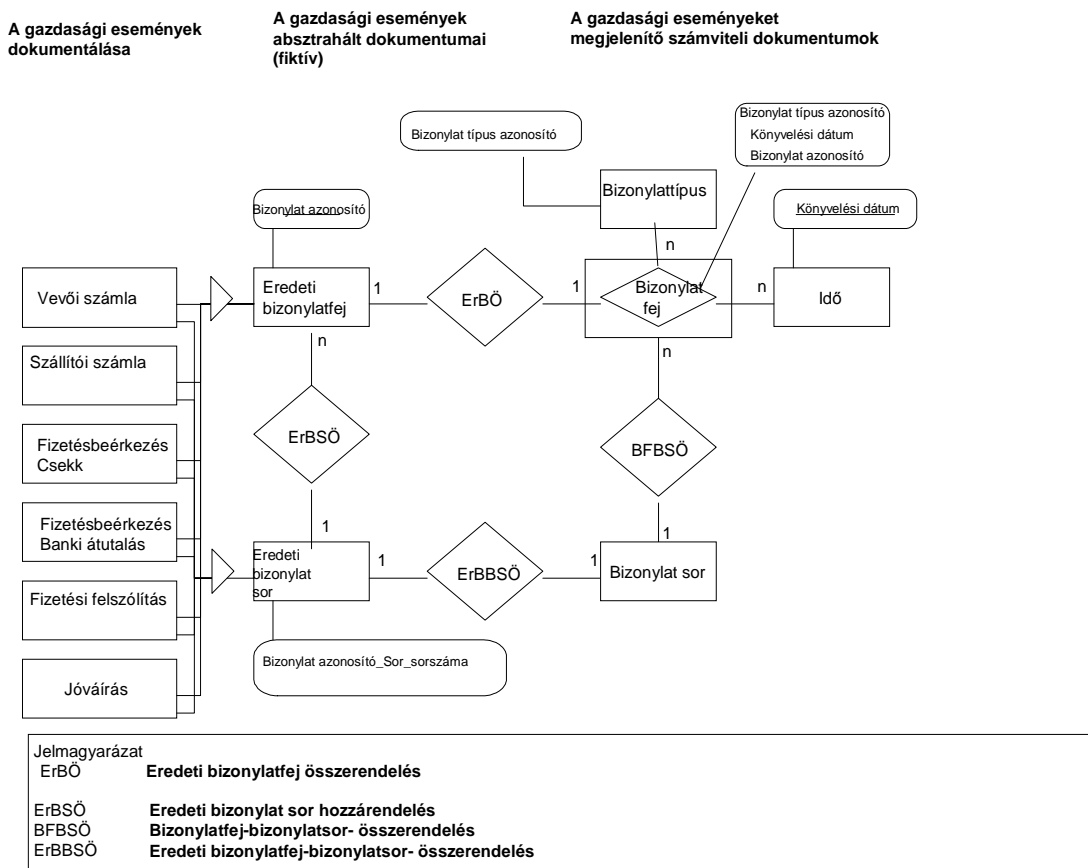 A gazdasági események
dokumentálása
A gazdasági események
absztrahált dokumentumai
(fiktív)
A gazdasági eseményeket
megjelenítő számviteli dokumentumok
Bizonylat típus azonosító
Bizonylat típus azonosító
Könyvelési dátum
Bizonylat azonosító
Bizonylattípus
Bizonylat azonosító
Könyvelési dátum
n
Vevői számla
Eredeti
bizonylatfej
1
ErBÖ
1
Bizonylat
fej
n
Idő
n
n
Szállítói számla
ErBSÖ
BFBSÖ
Fizetésbeérkezés
Csekk
Fizetésbeérkezés
Banki átutalás
1
1
Eredeti
bizonylat
sor
1
ErBBSÖ
1
Bizonylat sor
Fizetési felszólítás
Bizonylat azonosító_Sor_sorszáma
Jóváírás
Jelmagyarázat
ErBÖ Eredeti bizonylatfej összerendelés
ErBSÖ Eredeti bizonylat sor hozzárendelés
BFBSÖ Bizonylatfej-bizonylatsor- összerendelés
ErBBSÖ Eredeti bizonylatfej-bizonylatsor- összerendelés